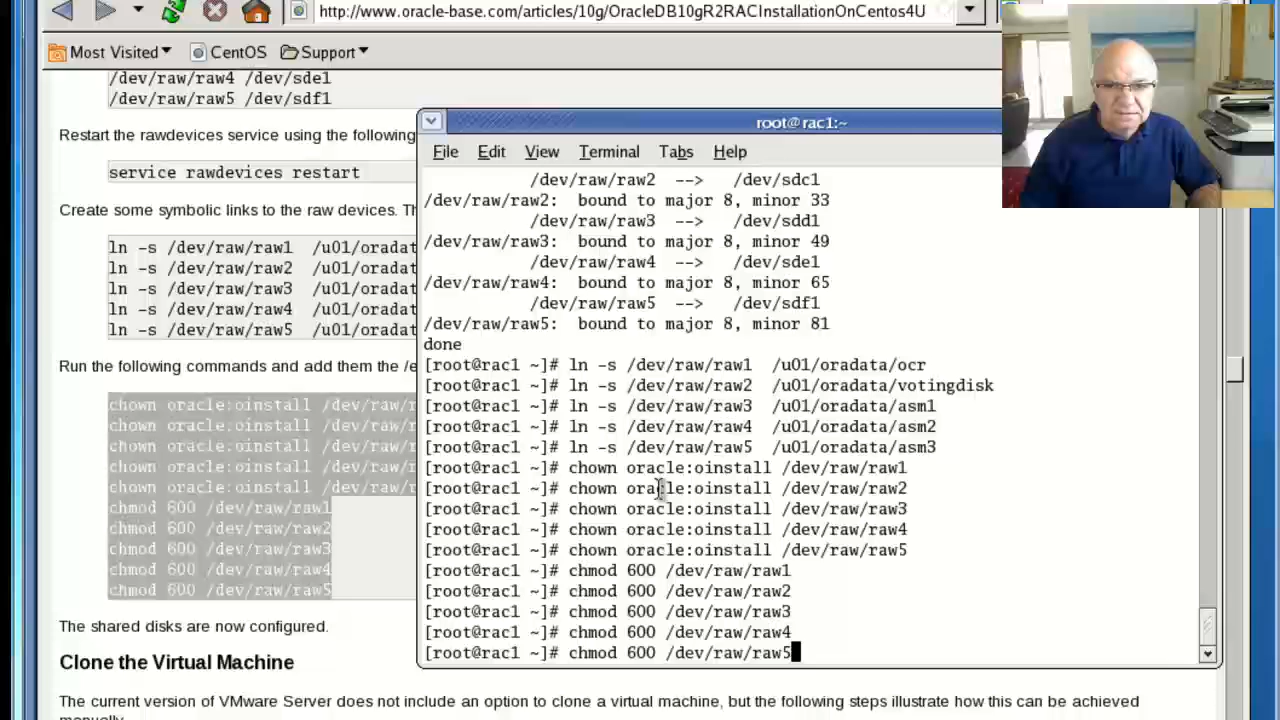 http://www.oracle-base.com/articles/10g/OracleDB10gR2RACInstallationOnCentos4U
Most Visited CentOS Support
/dev/raw/raw4 /dev/sde1
/dev/raw/raw5 /dev/sdf1
Restart the rawdevices service using the following
service rawdevices restart
Create some symbolic links to the raw devices. Th
ln -s /dev/raw/raw1 /u01/oradat
ln -s /dev/raw/raw2 /u01/oradat
ln -s /dev/raw/raw3 /u01/oradat
ln -s /dev/raw/raw4 /u01/oradat
ln -s /dev/raw/raw5 /u01/oradat
Run the following commands and add them the /e
chown oracle:oinstall /dev/raw/r
chown oracle:oinstall /dev/raw/r
chown oracle:oinstall /dev/raw/r
chown oracle:oinstall /dev/raw/r
chown oracle:oinstall /dev/raw/r
chmod 600 /dev/raw/raw1
chmod 600 /dev/raw/raw2
chmod 600 /dev/raw/raw3
chmod 600 /dev/raw/raw4
chmod 600 /dev/raw/raw5
The shared disks are now configured.
Clone the Virtual Machine
The current version of VMware Server does not include an option to clone a virtual machine, but the following steps illustrate how this can be achieved
manually.
root@rac1:~
File Edit View Terminal Tabs Help
/dev/raw/raw2 --> /dev/sdc1
/dev/raw/raw2: bound to major 8, minor 33
/dev/raw/raw3 --> /dev/sdd1
/dev/raw/raw3: bound to major 8, minor 49
/dev/raw/raw4 --> /dev/sde1
/dev/raw/raw4: bound to major 8, minor 65
/dev/raw/raw5 --> /dev/sdf1
/dev/raw/raw5: bound to major 8, minor 81
done
[root@rac1 ~]# ln -s /dev/raw/raw1 /u01/oradata/ocr
[root@rac1 ~]# ln -s /dev/raw/raw2 /u01/oradata/votingdisk
[root@rac1 ~]# ln -s /dev/raw/raw3 /u01/oradata/asm1
[root@rac1 ~]# ln -s /dev/raw/raw4 /u01/oradata/asm2
[root@rac1 ~]# ln -s /dev/raw/raw5 /u01/oradata/asm3
[root@rac1 ~]# chown oracle:oinstall /dev/raw/raw1
[root@rac1 ~]# chown oracle:oinstall /dev/raw/raw2
[root@rac1 ~]# chown oracle:oinstall /dev/raw/raw3
[root@rac1 ~]# chown oracle:oinstall /dev/raw/raw4
[root@rac1 ~]# chown oracle:oinstall /dev/raw/raw5
[root@rac1 ~]# chmod 600 /dev/raw/raw1
[root@rac1 ~]# chmod 600 /dev/raw/raw2
[root@rac1 ~]# chmod 600 /dev/raw/raw3
[root@rac1 ~]# chmod 600 /dev/raw/raw4
[root@rac1 ~]# chmod 600 /dev/raw/raw5